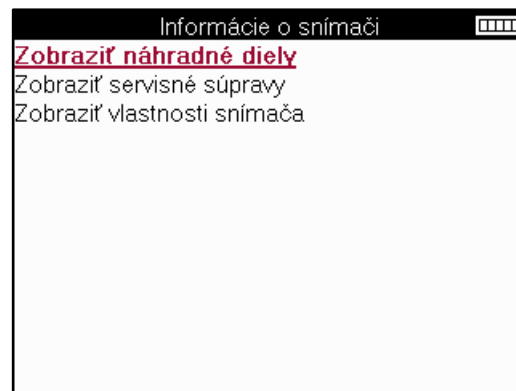 Informácie o snímači
Zobraziť náhradné diely
Zobraziť servisné súpravy
Zobraziť vlastnosti snímača